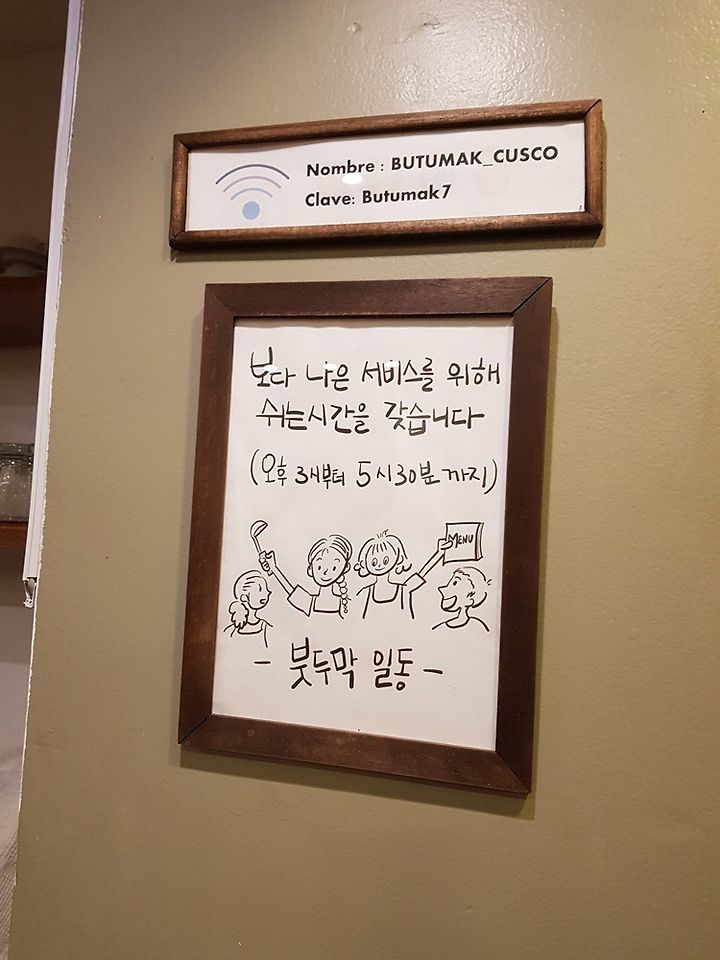 Nombre : BUTUMAK_CUSCO
Clave: Butumak7
보다 나은 서비스를 위해
쉬는시간을 갖습니다
(오후 3시부터 5시30분까지)
MENU
- 붓두막 일동 -